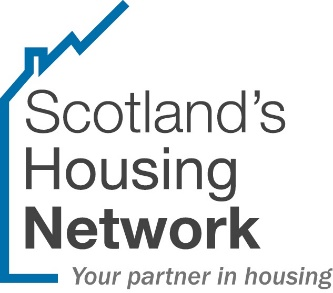 Scotland's
Housing
Network
Your partner in housing